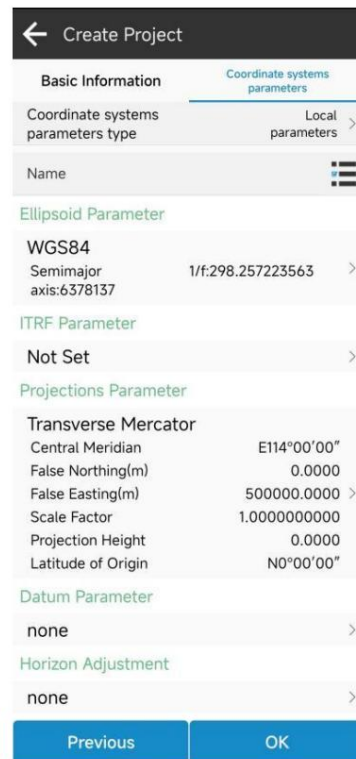 Create Project
Basic Information
Coordinate systems
parameters
Coordinate systems
parameters type
Local
parameters
Name
Ellipsoid Parameter
WGS84
Semimajor
axis:6378137
1/f:298.257223563
ITRF Parameter
Not Set
Projections Parameter
Transverse Mercator
Central Meridian E114°00′00″
False Northing(m) 0.0000
False Easting(m) 500000.0000
Scale Factor 1.0000000000
Projection Height 0.0000
Latitude of Origin N0°00′00″
Datum Parameter
none
Horizon Adjustment
none
Previous OK